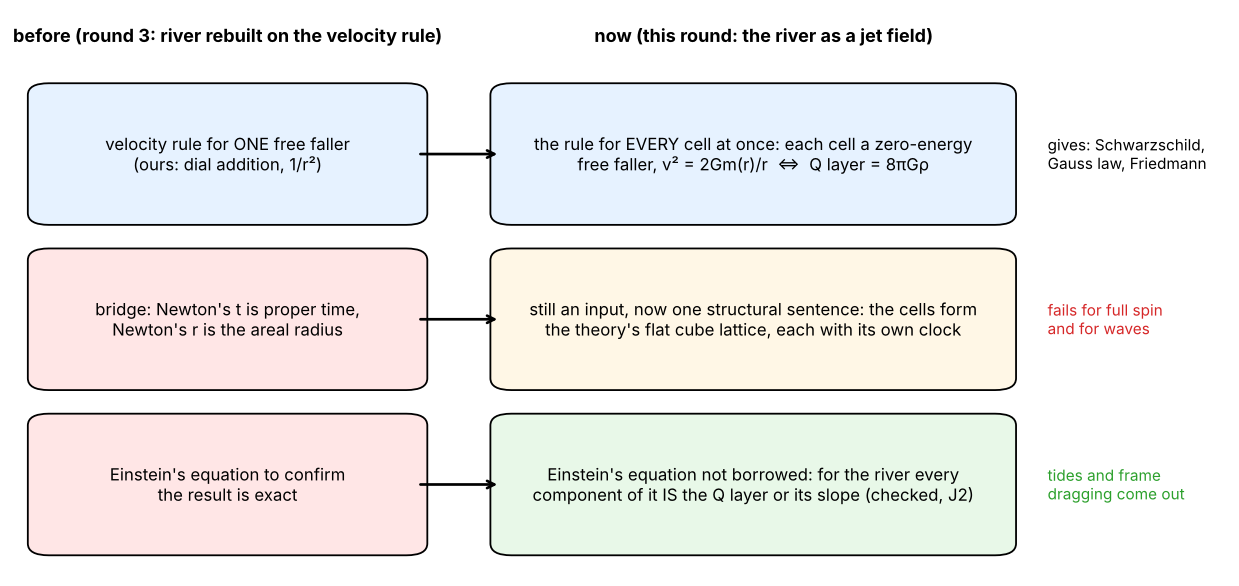 before (round 3: river rebuilt on the velocity rule)
now (this round: the river as a jet field)
velocity rule for ONE free faller
(ours: dial addition, 1/r²)
the rule for EVERY cell at once: each cell a zero-energy
free faller, v² = 2Gm(r)/r ⇔ Q layer = 8πGρ
gives: Schwarzschild,
Gauss law, Friedmann
bridge: Newton's t is proper time,
Newton's r is the areal radius
still an input, now one structural sentence: the cells form
the theory's flat cube lattice, each with its own clock
fails for full spin
and for waves
Einstein's equation to confirm
the result is exact
Einstein's equation not borrowed: for the river every
component of it IS the Q layer or its slope (checked, J2)
tides and frame
dragging come out